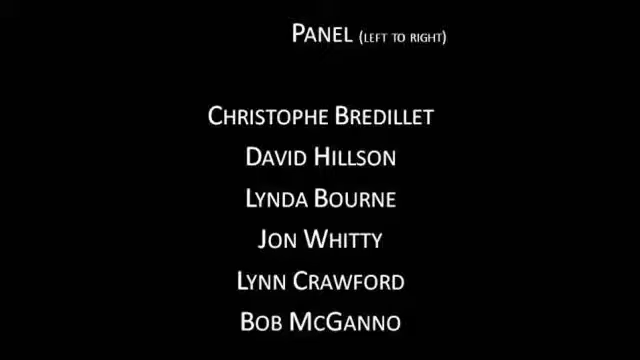 Panel (left to right)
Christophe Bredillet
David Hillson
Lynda Bourne
Jon Whitty
Lynn Crawford
Bob McGanno